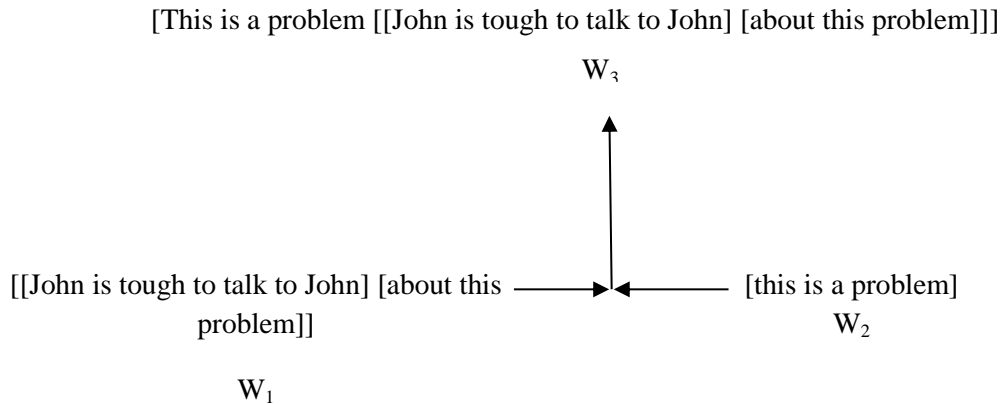 [This is a problem [[John is tough to talk to John] [about this problem]]]
W₃
[[John is tough to talk to John] [about this
problem]]
W₁
[this is a problem]
W₂